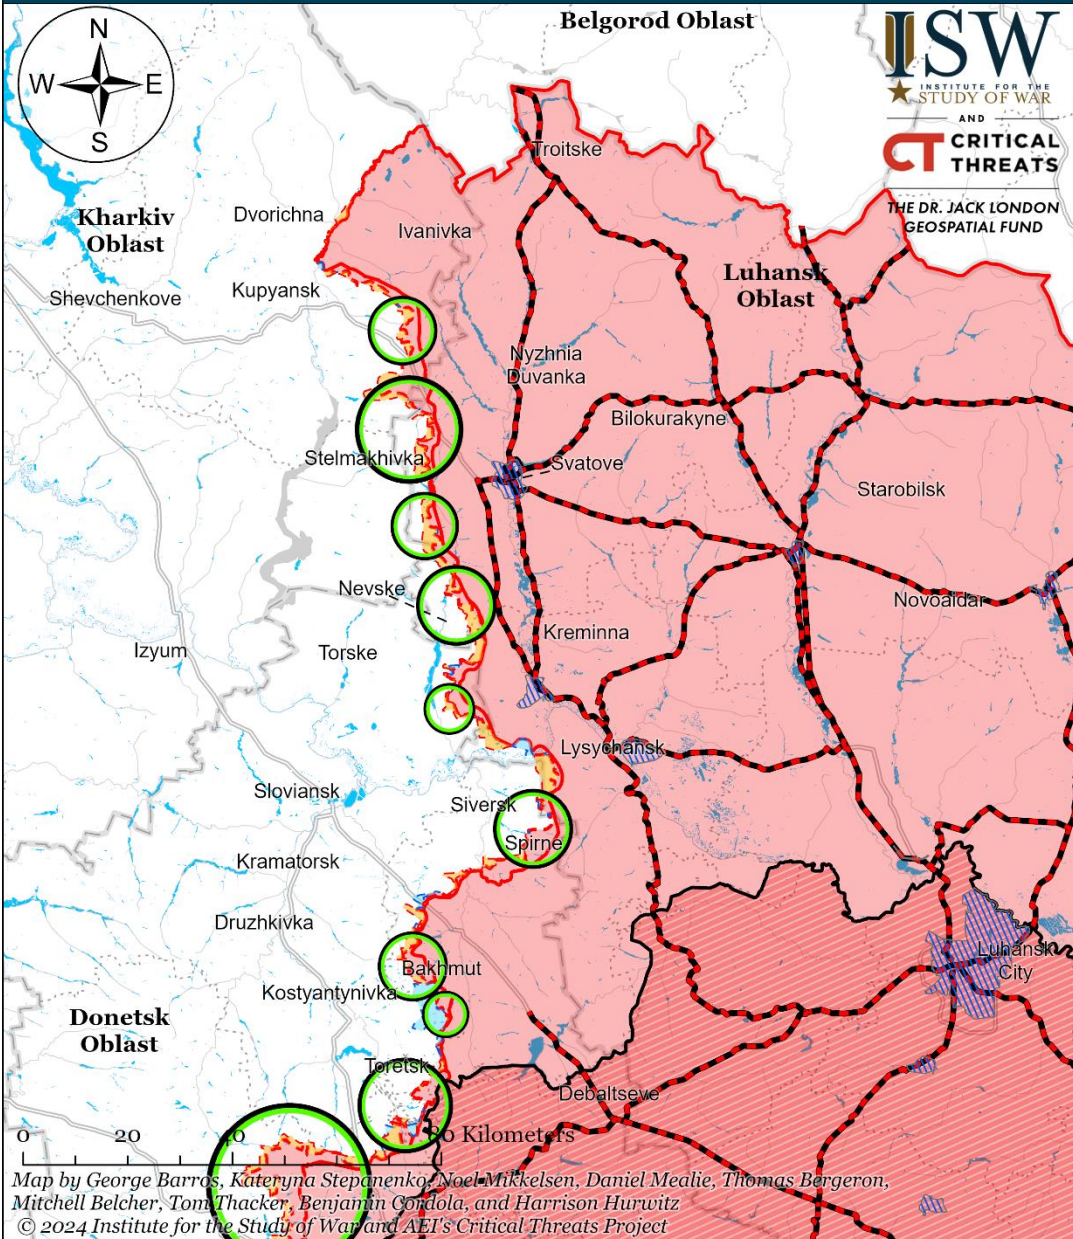 Belgorod Oblast
N
W
E
S
ISW
INSTITUTE FOR THE
STUDY OF WAR
AND
CT CRITICAL
THREATS
THE DR. JACK LONDON
GEOSPATIAL FUND
Troitske
Dvorichna
Kharkiv
Oblast
Ivanivka
Luhansk
Oblast
Shevchenkove
Kupyansk
Nyzhnia
Duvanka
Bilokurakyne
Stelmakhivka
Svatove
Starobilsk
Nevske
Novoaidar
Kreminna
Izyum
Torske
Lysychansk
Sloviansk
Siversk
Spirne
Kramatorsk
Druzhkivka
Luhansk
City
Bakhmut
Kostyantynivka
Donetsk
Oblast
Toretsk
Debaltseve
0 20 40 80 Kilometers
Map by George Barros, Kateryna Stepanenko, Noel Mikkelsen, Daniel Mealie, Thomas Bergeron,
Mitchell Belcher, Tom Thacker, Benjamin Cordola, and Harrison Hurwitz
© 2024 Institute for the Study of War and AEI's Critical Threats Project